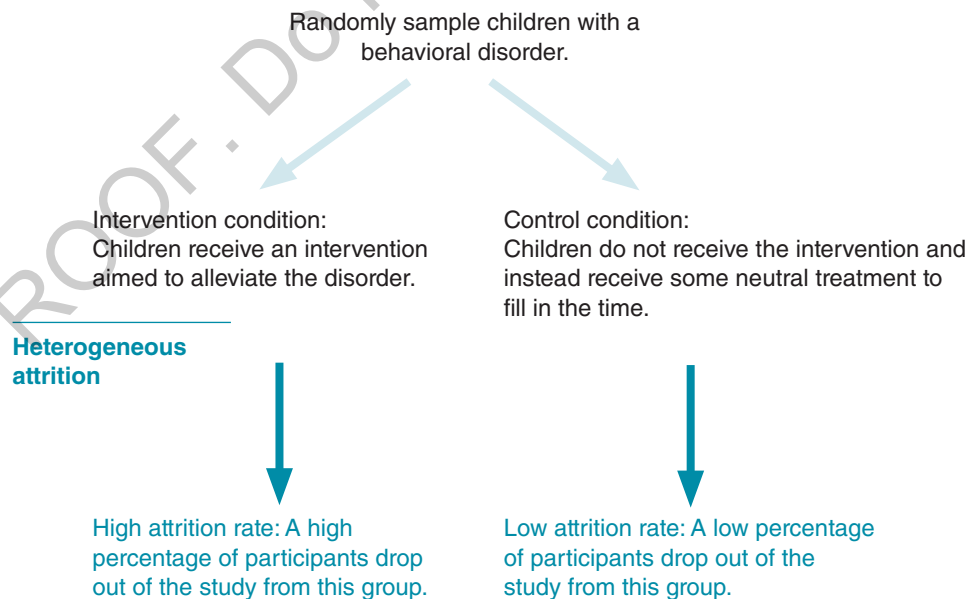 Randomly sample children with a
behavioral disorder.
ROOF. Do
Intervention condition:
Children receive an intervention
aimed to alleviate the disorder.
Control condition:
Children do not receive the intervention and
instead receive some neutral treatment to
fill in the time.
Heterogeneous
attrition
High attrition rate: A high
percentage of participants drop
out of the study from this group.
Low attrition rate: A low percentage
of participants drop out of the
study from this group.